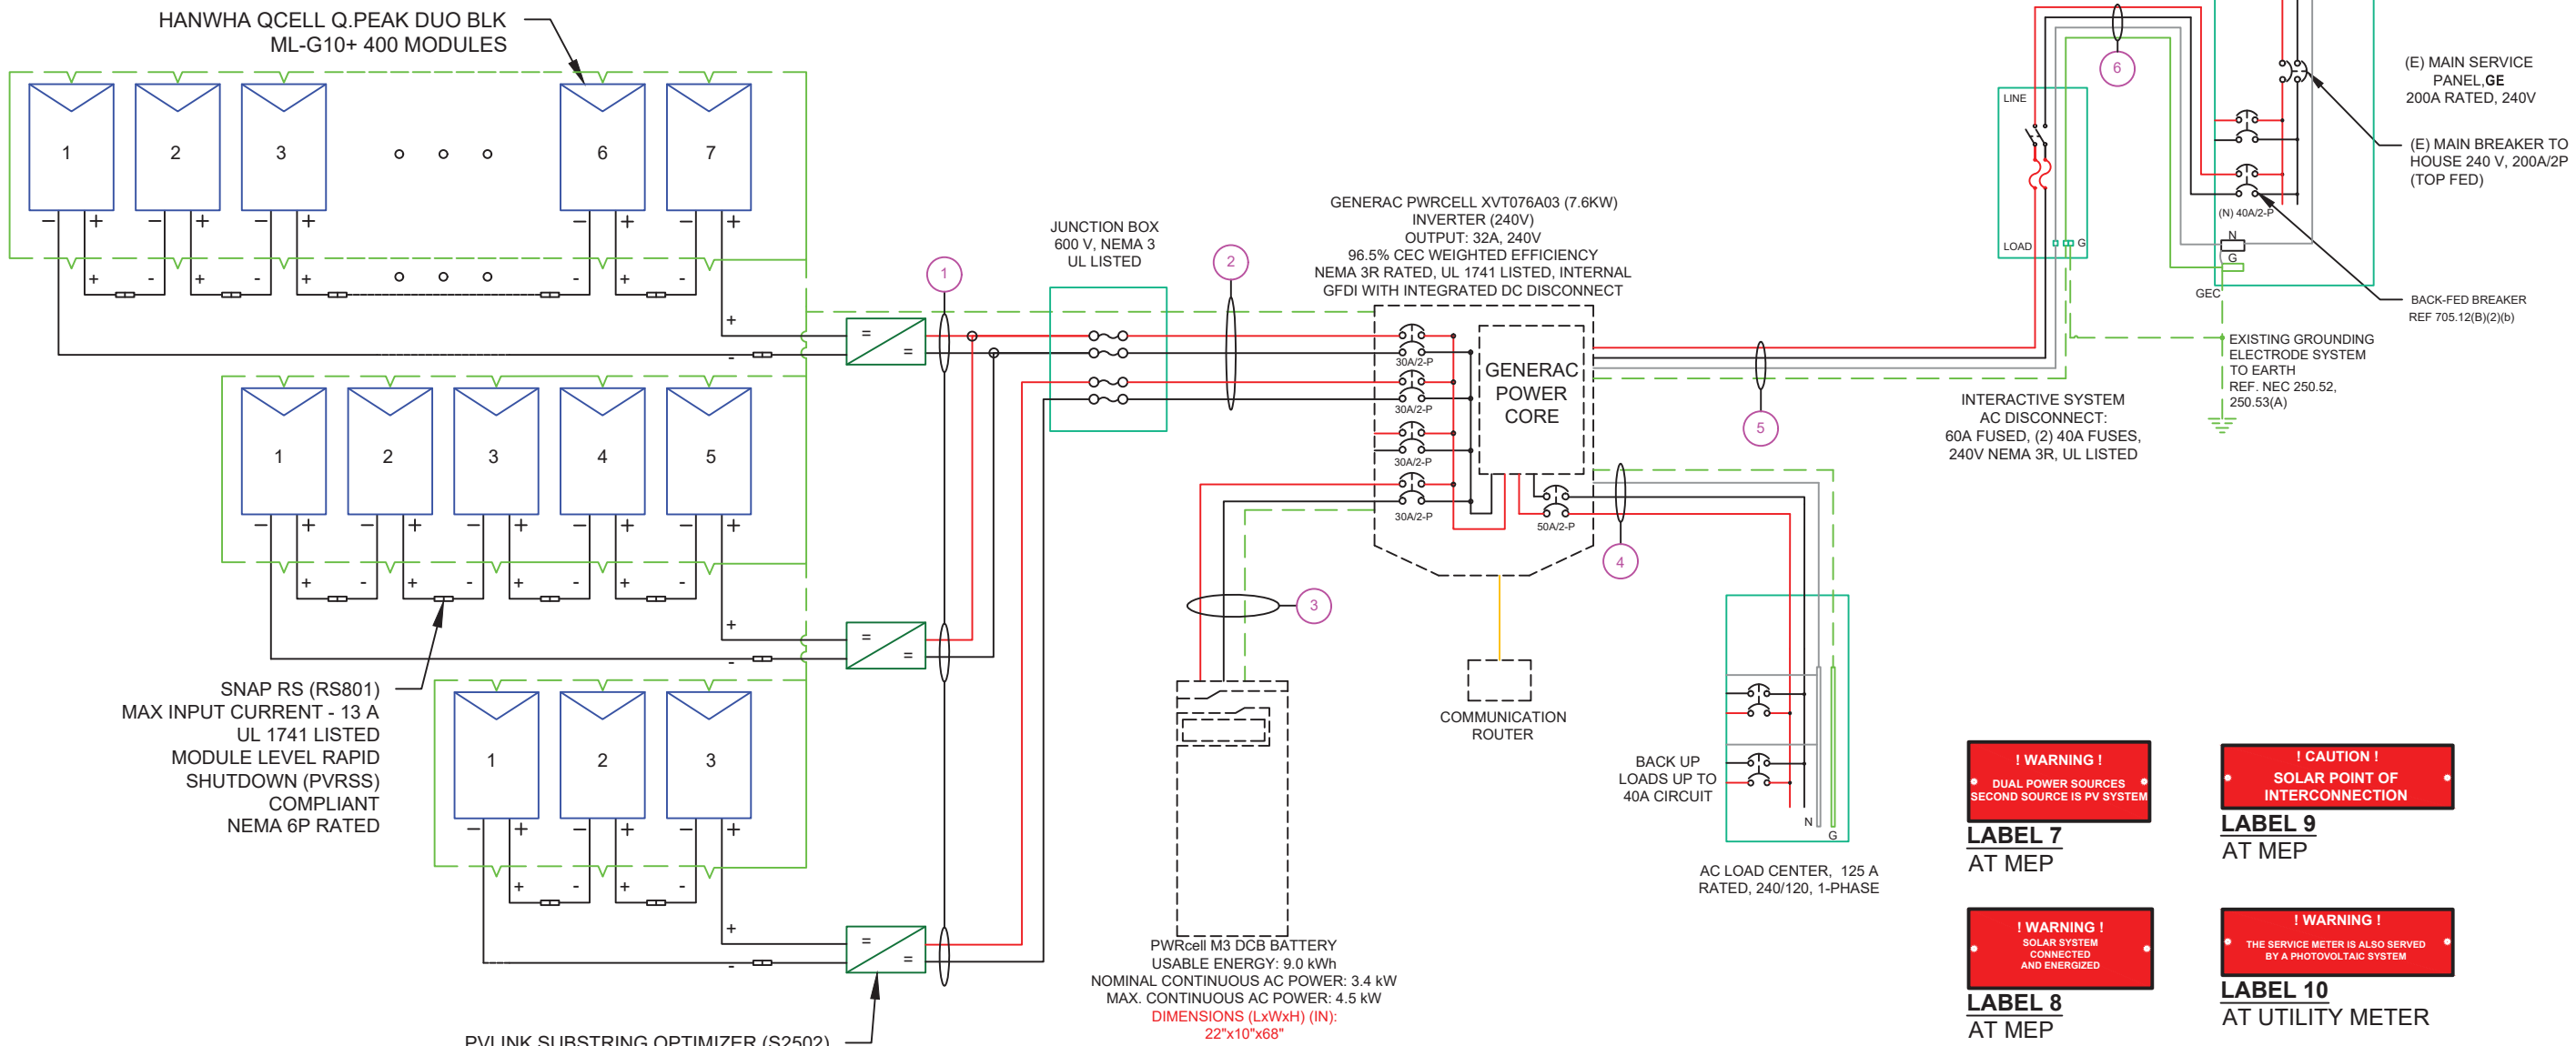 HANWHA QCELL Q.PEAK DUO BLK
ML-G10+ 400 MODULES
1
2
3
6
7
- +
- +
- +
- +
- +
+ -
+ -
+
-
+ -
+
-
1
2
3
4
5
- +
- +
- +
- +
- +
+ -
+ -
+ -
+ -
+
-
SNAP RS (RS801)
MAX INPUT CURRENT - 13 A
UL 1741 LISTED
MODULE LEVEL RAPID
SHUTDOWN (PVRSS)
COMPLIANT
NEMA 6P RATED
1
2
3
- +
- +
- +
+ -
+ -
+
-
= =
= =
= =
PVLINK SUBSTRING OPTIMIZER (S2502)
1
JUNCTION BOX
600 V, NEMA 3
UL LISTED
2
GENERAC PWRCELL XVT076A03 (7.6KW)
INVERTER (240V)
OUTPUT: 32A, 240V
96.5% CEC WEIGHTED EFFICIENCY
NEMA 3R RATED, UL 1741 LISTED, INTERNAL
GFDI WITH INTEGRATED DC DISCONNECT
30A/2-P
30A/2-P
30A/2-P
30A/2-P
GENERAC
POWER
CORE
50A/2-P
3
PWRcell M3 DCB BATTERY
USABLE ENERGY: 9.0 kWh
NOMINAL CONTINUOUS AC POWER: 3.4 kW
MAX. CONTINUOUS AC POWER: 4.5 kW
DIMENSIONS (LxWxH) (IN):
22"x10"x68"
COMMUNICATION
ROUTER
4
5
BACK UP
LOADS UP TO
40A CIRCUIT
N
G
AC LOAD CENTER, 125 A
RATED, 240/120, 1-PHASE
LINE
LOAD
G
INTERACTIVE SYSTEM
AC DISCONNECT:
60A FUSED, (2) 40A FUSES,
240V NEMA 3R, UL LISTED
6
(N) 40A/2-P
N
G
GEC
(E) MAIN SERVICE
PANEL,GE
200A RATED, 240V
(E) MAIN BREAKER TO
HOUSE 240 V, 200A/2P
(TOP FED)
BACK-FED BREAKER
REF 705.12(B)(2)(b)
EXISTING GROUNDING
ELECTRODE SYSTEM
TO EARTH
REF. NEC 250.52,
250.53(A)
! WARNING !
DUAL POWER SOURCES
SECOND SOURCE IS PV SYSTEM
LABEL 7
AT MEP
! CAUTION !
SOLAR POINT OF
INTERCONNECTION
LABEL 9
AT MEP
! WARNING !
SOLAR SYSTEM
CONNECTED
AND ENERGIZED
LABEL 8
AT MEP
! WARNING !
THE SERVICE METER IS ALSO SERVED
BY A PHOTOVOLTAIC SYSTEM
LABEL 10
AT UTILITY METER